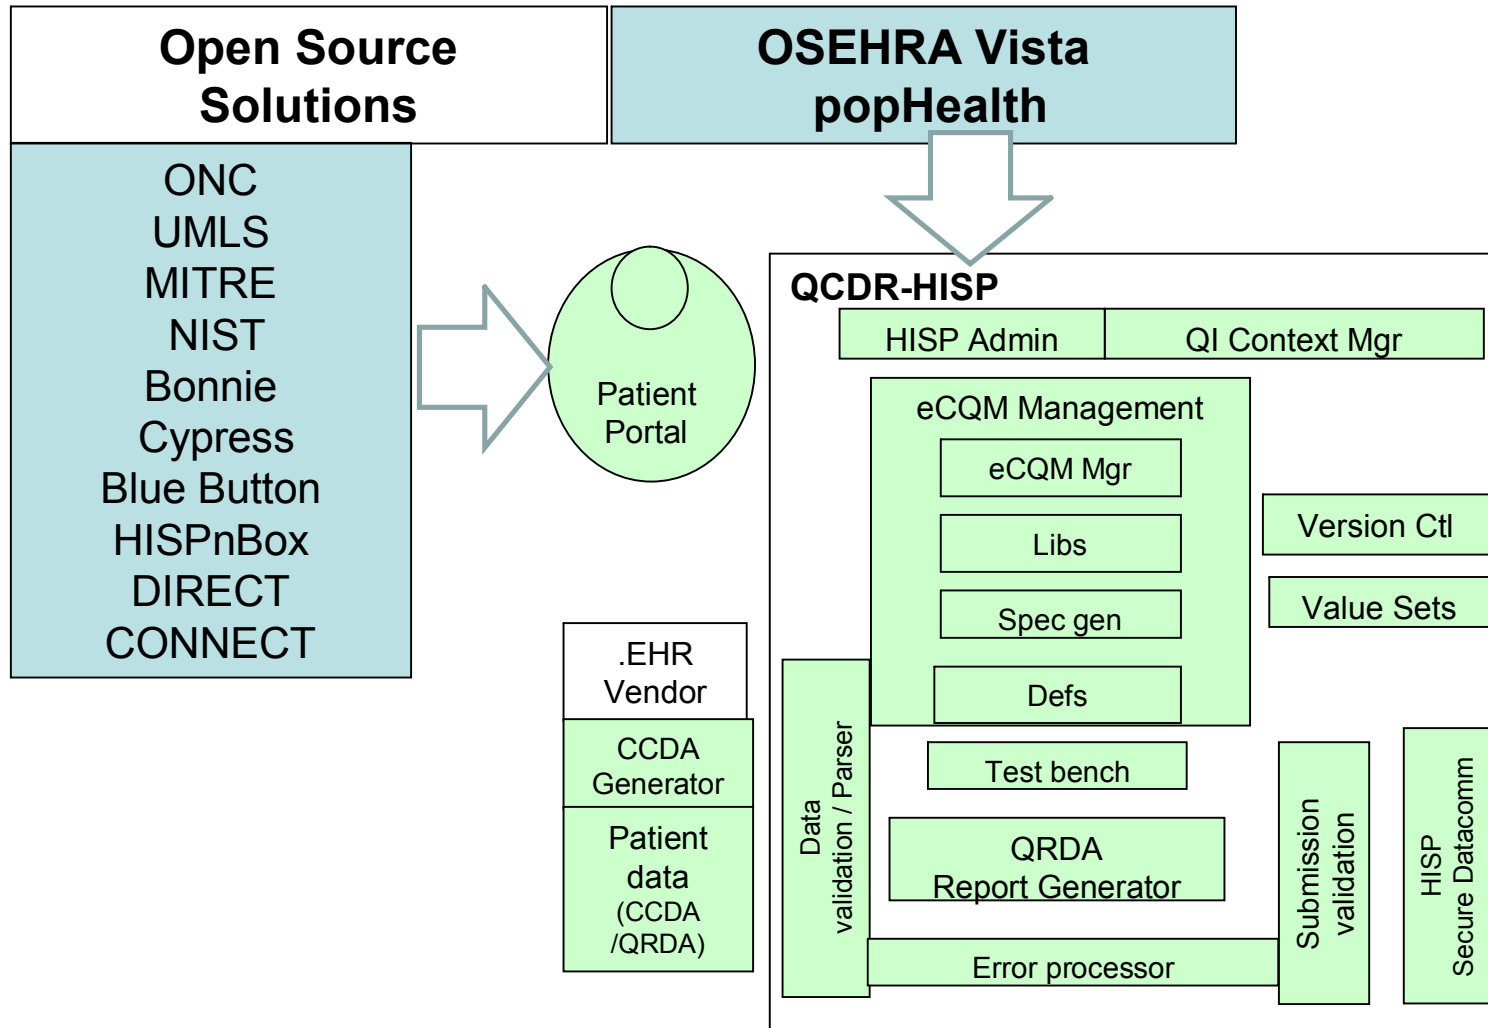 Open Source
Solutions
OSEHRA Vista
popHealth
ONC
UMLS
MITRE
NIST
Bonnie
Cypress
Blue Button
HISPnBox
DIRECT
CONNECT
Patient
Portal
.EHR
Vendor
CCDA
Generator
Patient
data
(CCDA
/QRDA)
QCDR-HISP
HISP Admin
QI Context Mgr
eCQM Management
eCQM Mgr
Libs
Spec gen
Defs
Version Ctl
Value Sets
Data
validation / Parser
Test bench
QRDA
Report Generator
Error processor
Submission
validation
HISP
Secure Datacomm